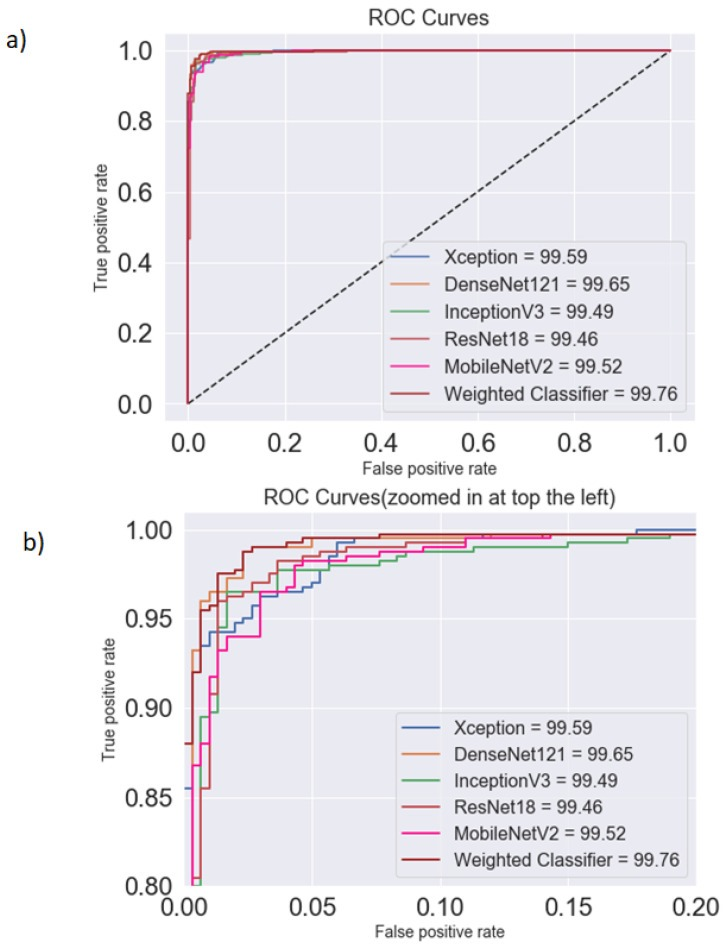 a)
ROC Curves
True positive rate
1.0
0.8
0.6
0.4
0.2
0.0
Xception = 99.59
DenseNet121 = 99.65
InceptionV3 = 99.49
ResNet18 = 99.46
MobileNetV2 = 99.52
Weighted Classifier = 99.76
0.0 0.2 0.4 0.6 0.8 1.0
False positive rate
b)
ROC Curves(zoomed in at top the left)
True positive rate
1.00
0.95
0.90
0.85
0.80
Xception = 99.59
DenseNet121 = 99.65
InceptionV3 = 99.49
ResNet18 = 99.46
MobileNetV2 = 99.52
Weighted Classifier = 99.76
0.00 0.05 0.10 0.15 0.20
False positive rate